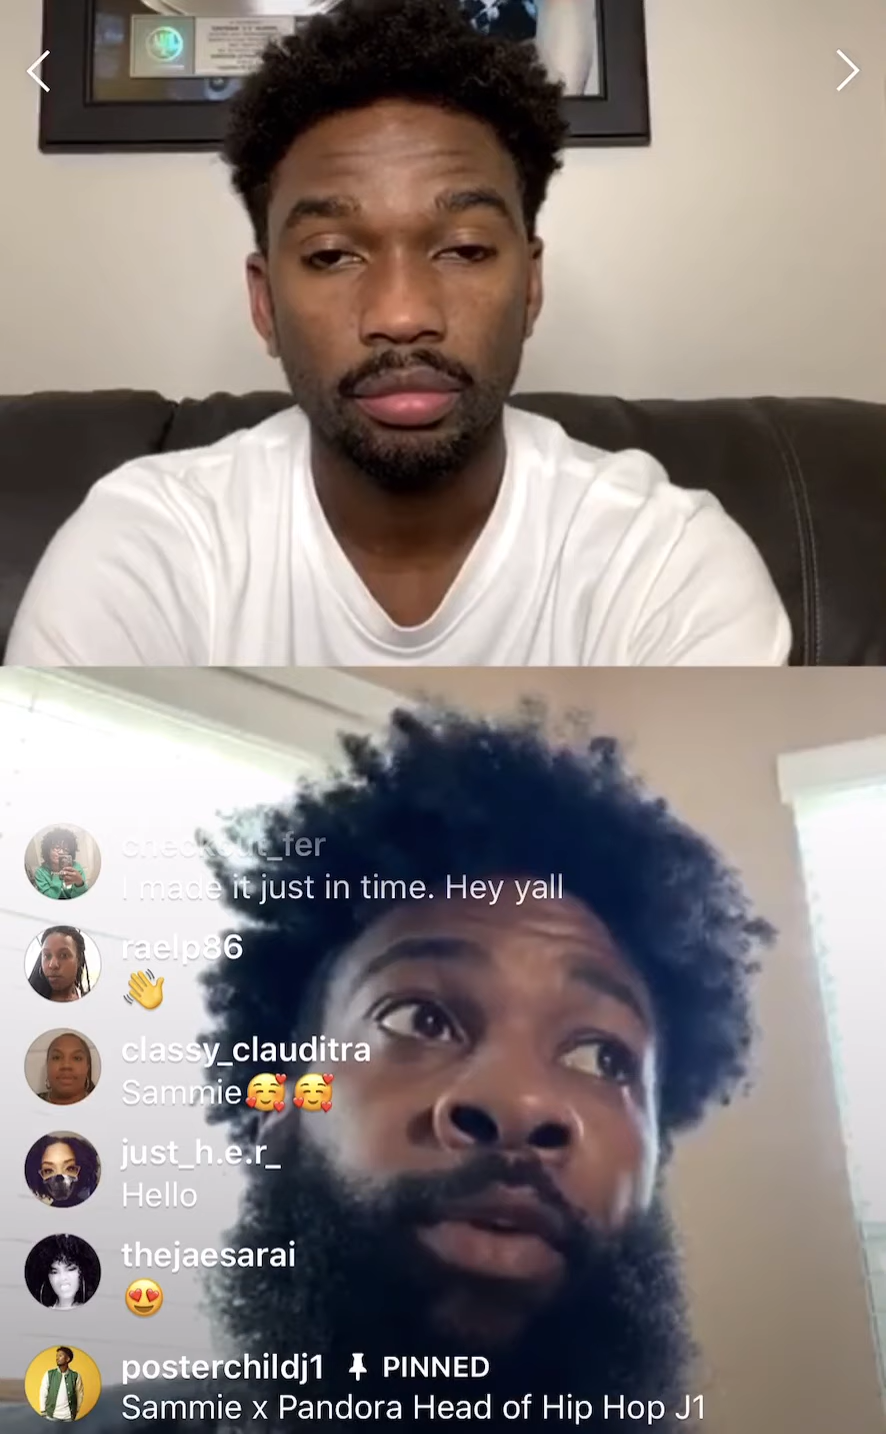 checkout_fer
I made it just in time. Hey yall
raelp86
👋
classy_clauditra
Sammie🥰🥰
just_h.e.r_
Hello
thejaesarai
😍
posterchildj1 📌 PINNED
Sammie x Pandora Head of Hip Hop J1